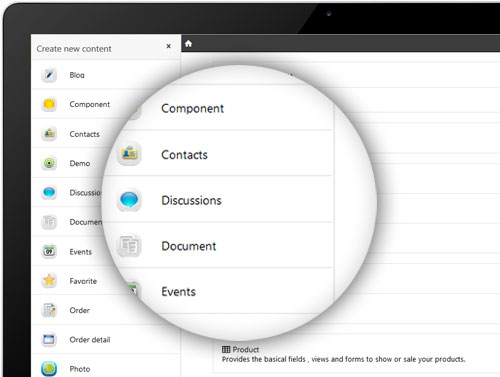 Create new content ×
Blog
Component
Contacts
Demo
Discussions
Document
Events
Favorite
Order
Order detail
Photo
Component
Contacts
Discussions
Document
Events
Product
Provides the basical fields , views and forms to show or sale your products.